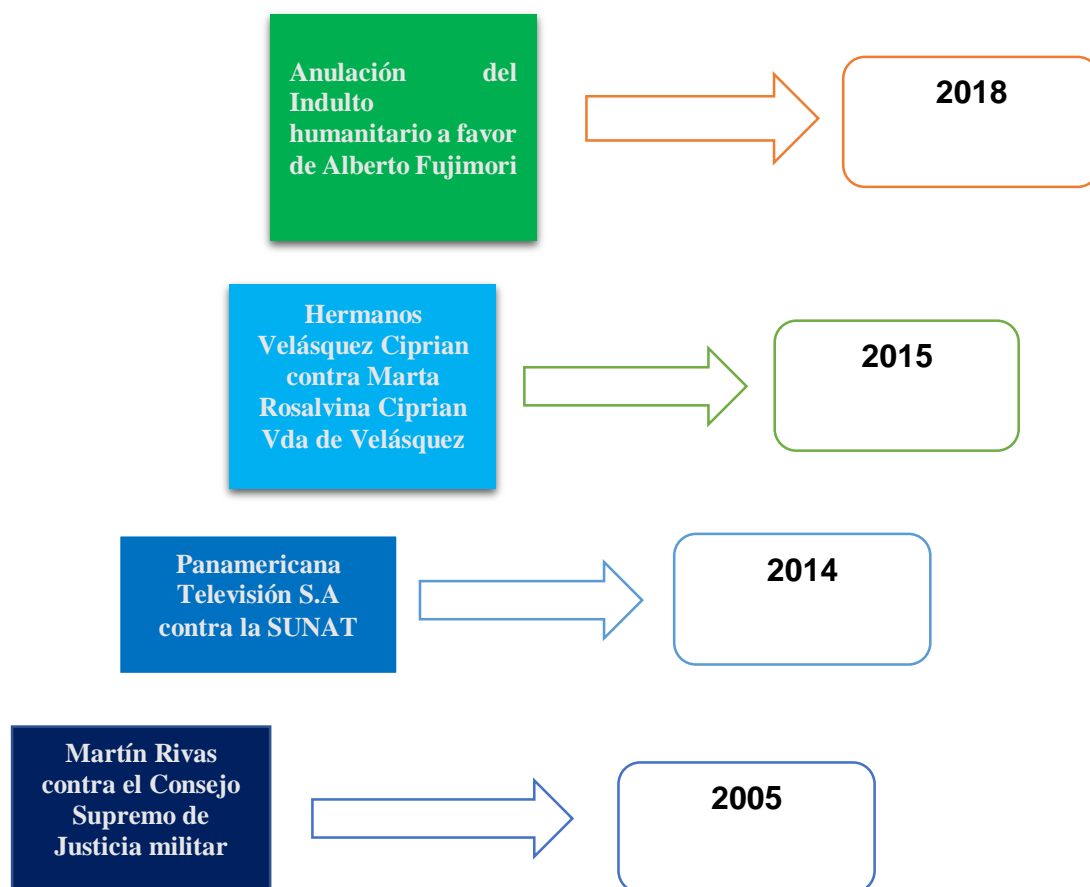 Anulación del
Indulto
humanitario a favor
de Alberto Fujimori
2018
Hermanos
Velásquez Ciprian
contra Marta
Rosalvina Ciprian
Vda de Velásquez
2015
Panamericana
Televisión S.A
contra la SUNAT
2014
Martín Rivas
contra el Consejo
Supremo de
Justicia militar
2005